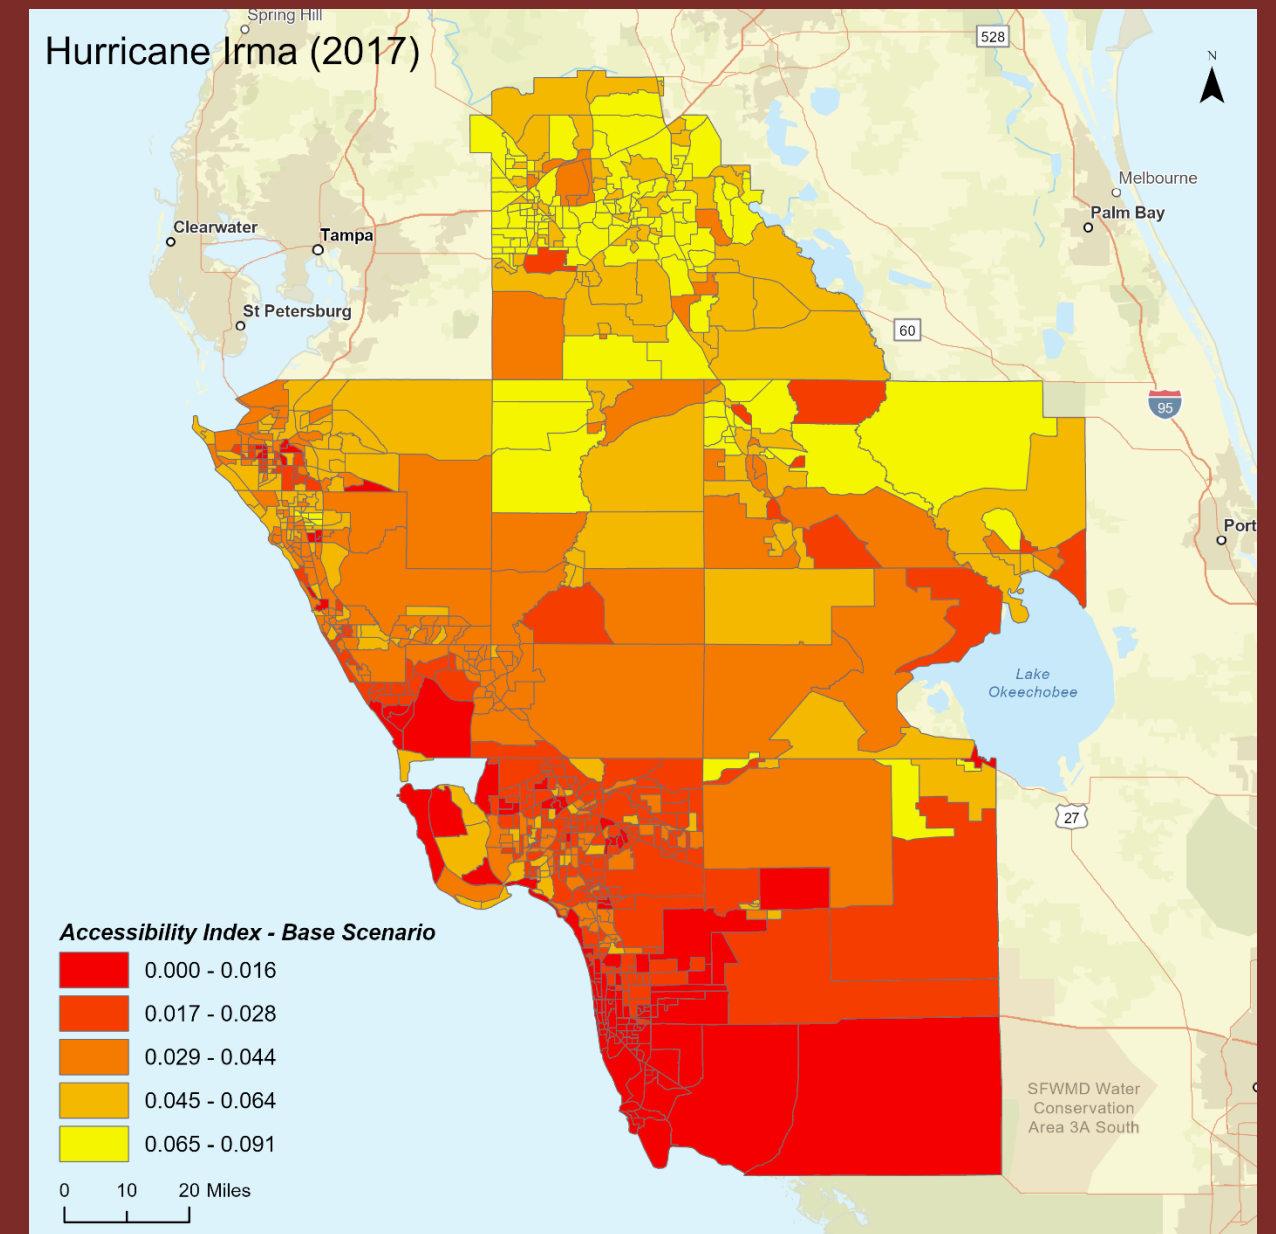 Spring Hill
Hurricane Irma (2017)
528
N
Melbourne
Palm Bay
Clearwater
Tampa
St Petersburg
60
95
Port
Lake
Okeechobee
27
Accessibility Index - Base Scenario
0.000 - 0.016
0.017 - 0.028
0.029 - 0.044
0.045 - 0.064
0.065 - 0.091
SFWMD Water
Conservation
Area 3A South
0 10 20 Miles